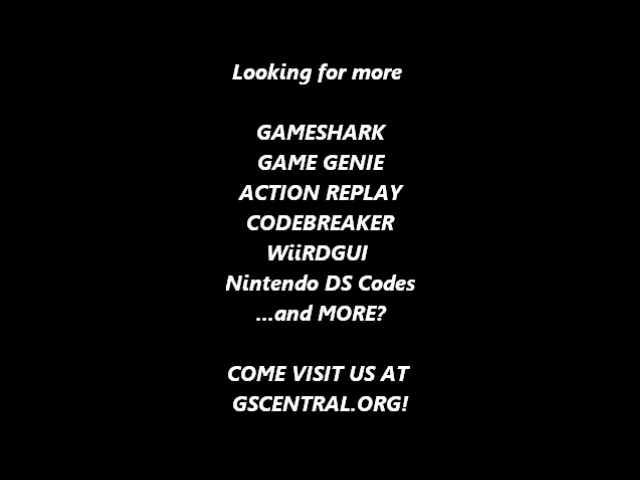 Looking for more
GAMESHARK
GAME GENIE
ACTION REPLAY
CODEBREAKER
WiiRDGUI
Nintendo DS Codes
...and MORE?
COME VISIT US AT
GSCENTRAL.ORG!